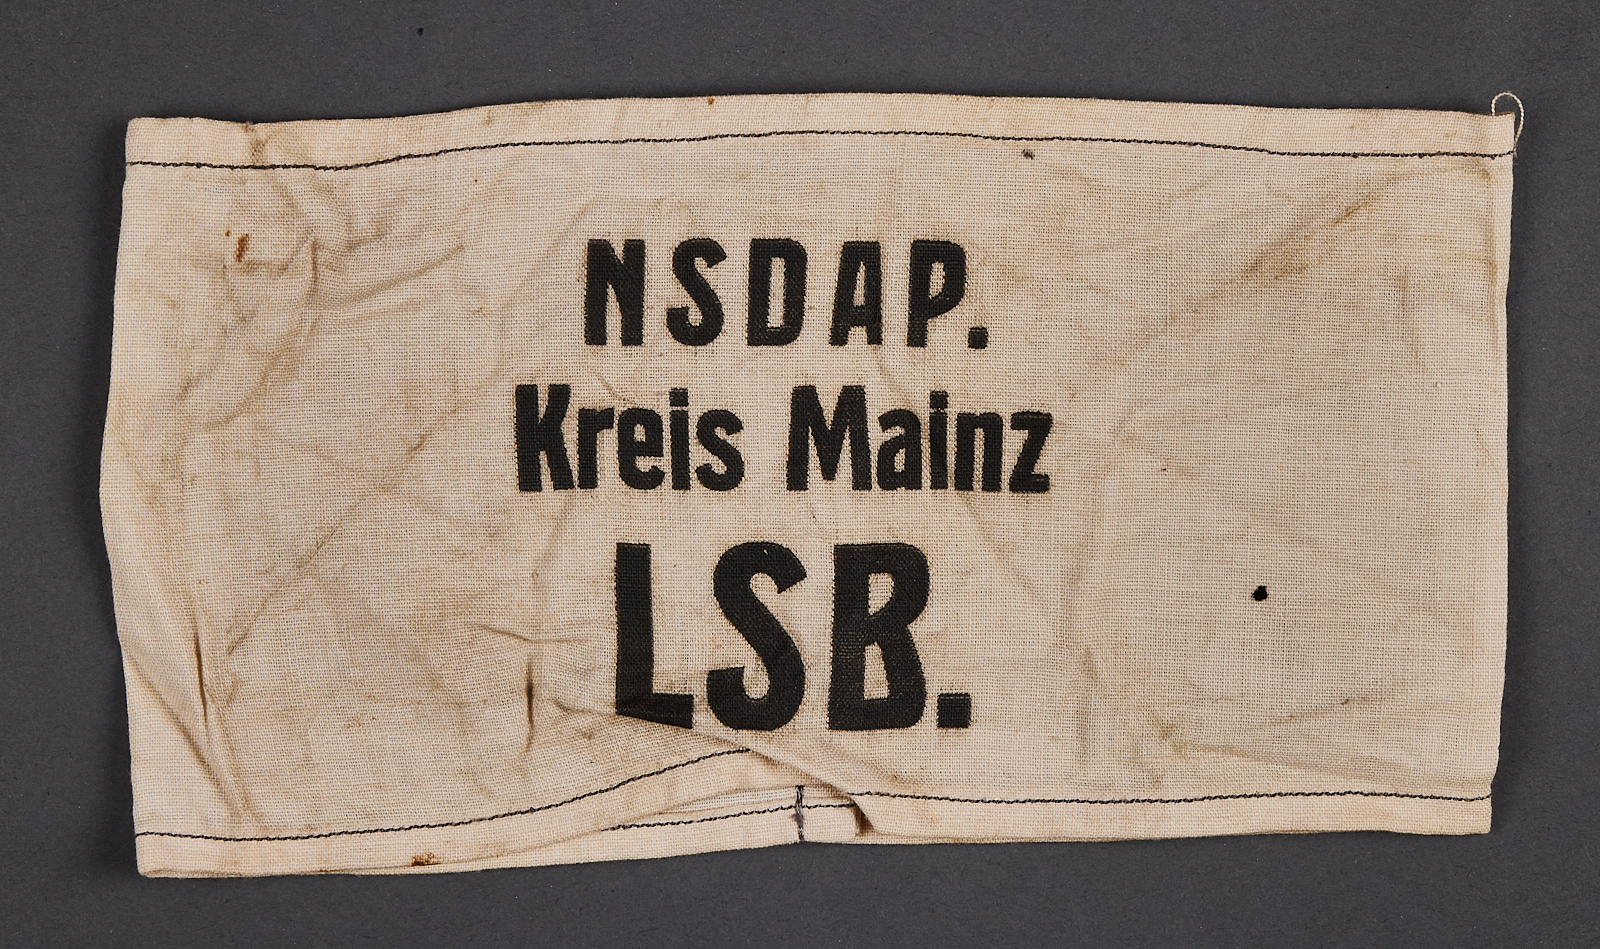 NSDAP.
Kreis Mainz
LSB.